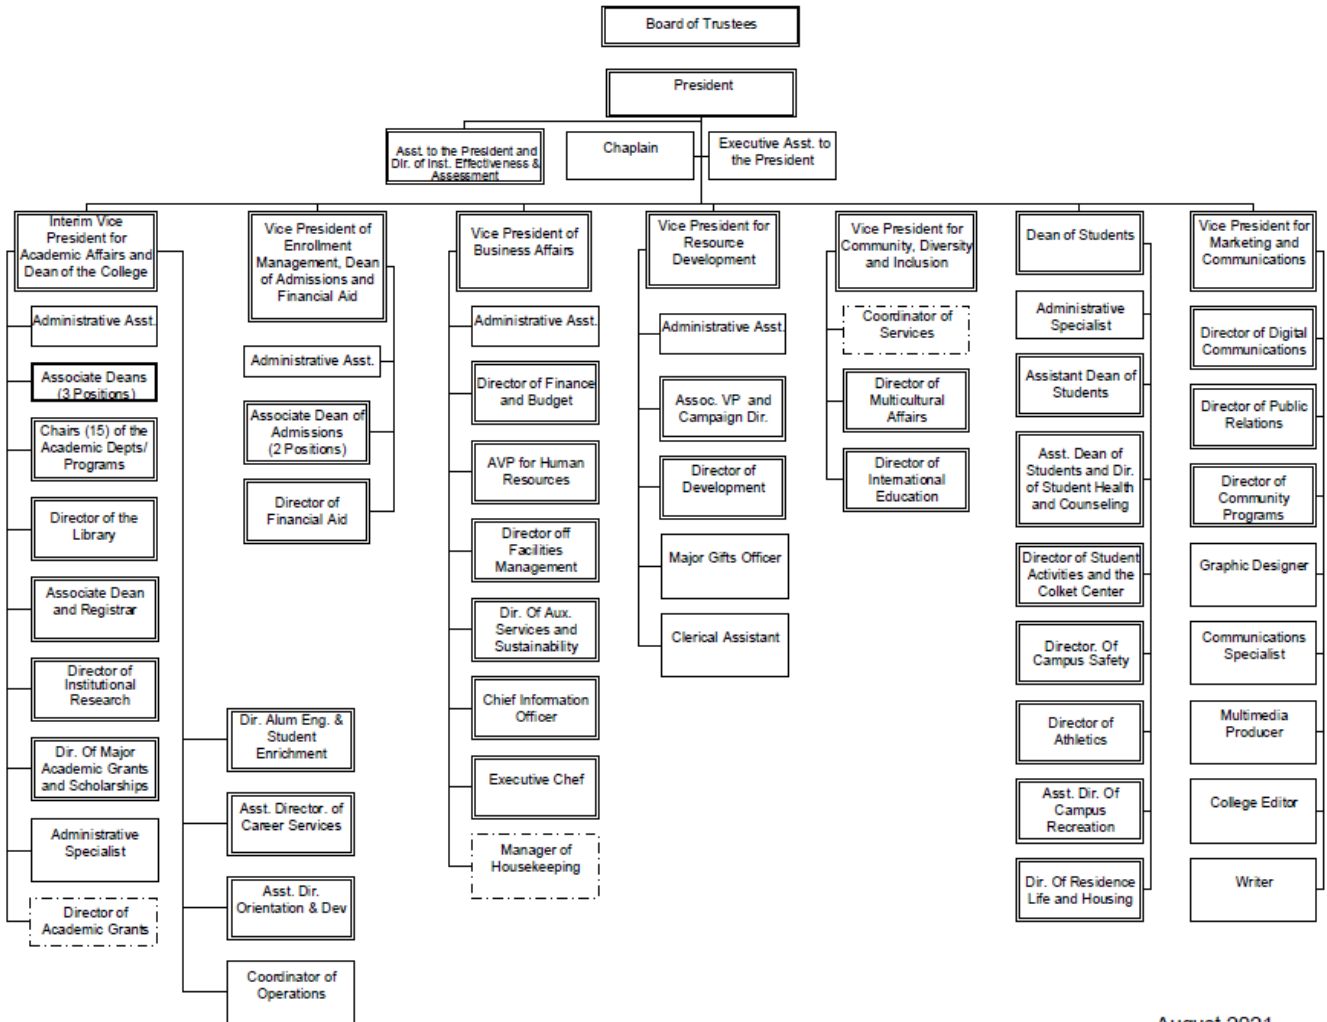 Board of Trustees
President
Asst. to the President and
Dir. of Inst. Effectiveness &
Assessment
Chaplain
Executive Asst. to
the President
Interim Vice
President for
Academic Affairs and
Dean of the College
Administrative Asst.
Associate Deans
(3 Positions)
Chairs (15) of the
Academic Depts/
Programs
Director of the
Library
Associate Dean
and Registrar
Director of
Institutional
Research
Dir. Of Major
Academic Grants
and Scholarships
Administrative
Specialist
Director of
Academic Grants
Dir. Alum Eng. &
Student
Enrichment
Asst. Director. of
Career Services
Asst. Dir.
Orientation & Dev
Coordinator of
Operations
Vice President of
Enrollment
Management, Dean
of Admissions and
Financial Aid
Administrative Asst.
Associate Dean of
Admissions
(2 Positions)
Director of
Financial Aid
Vice President of
Business Affairs
Administrative Asst.
Director of Finance
and Budget
AVP for Human
Resources
Director off
Facilities
Management
Dir. Of Aux.
Services and
Sustainability
Chief Information
Officer
Executive Chef
Manager of
Housekeeping
Vice President for
Resource
Development
Administrative Asst.
Assoc. VP and
Campaign Dir.
Director of
Development
Major Gifts Officer
Clerical Assistant
Vice President for
Community, Diversity
and Inclusion
Coordinator of
Services
Director of
Multicultural
Affairs
Director of
International
Education
Dean of Students
Administrative
Specialist
Assistant Dean of
Students
Asst. Dean of
Students and Dir.
of Student Health
and Counseling
Director of Student
Activities and the
Colket Center
Director. Of
Campus Safety
Director of
Athletics
Asst. Dir. Of
Campus
Recreation
Dir. Of Residence
Life and Housing
Vice President for
Marketing and
Communications
Director of Digital
Communications
Director of Public
Relations
Director of
Community
Programs
Graphic Designer
Communications
Specialist
Multimedia
Producer
College Editor
Writer
August 2021